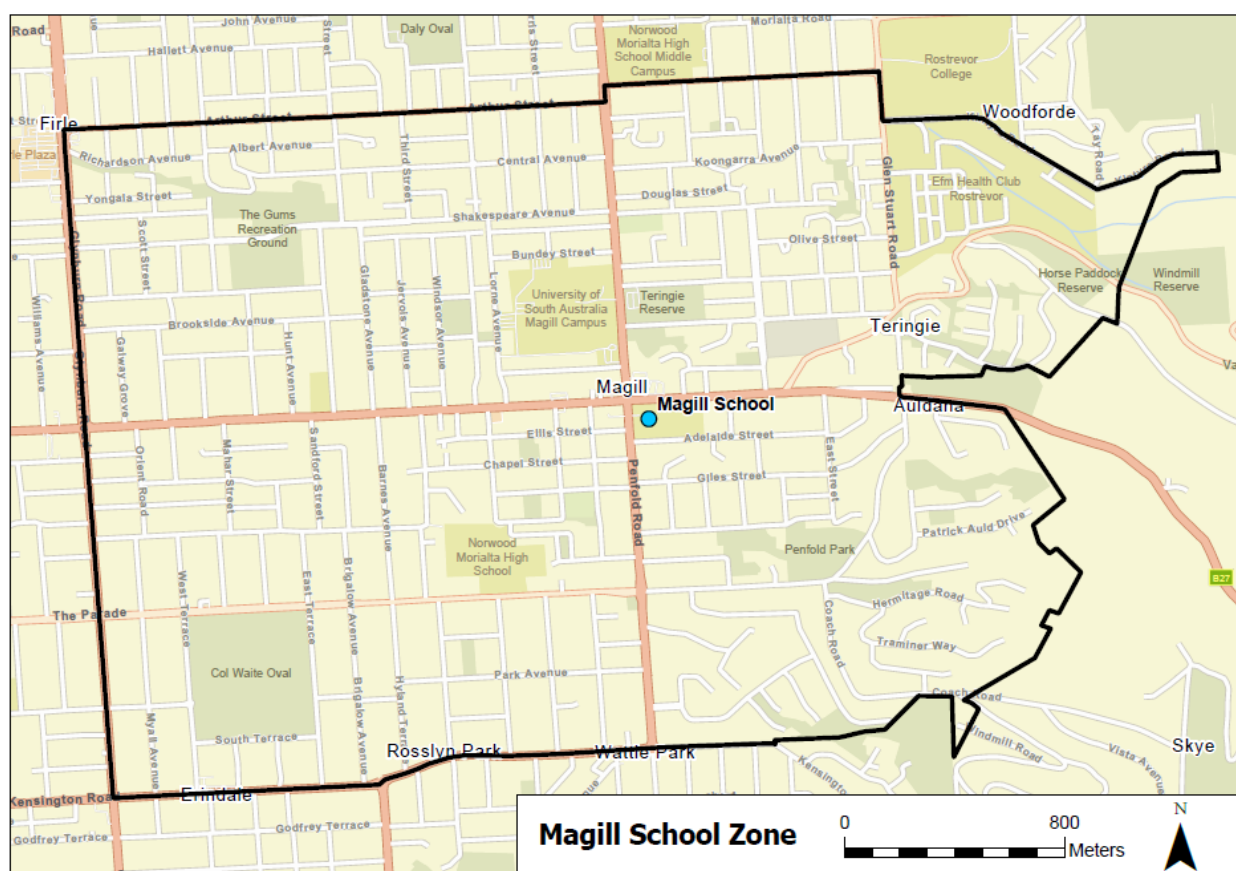 Road
John Avenue
Street
Daly Oval
rris Street
Norwood
Morialta High
School Middle
Campus
Morialta Road
Hallett Avenue
Rostrevor
College
Woodforde
Arthur Street
Arthur Street
Firle
le Plaza
Richardson Avenue
Albert Avenue
Third Street
Central Avenue
Koongarra Avenue
Kay Road
Glen Stuart Road
Efm Health Club
Rostrevor
Yongala Street
Scott Street
The Gums
Recreation
Ground
Shakespeare Avenue
Douglas Street
Olive Street
Bundey Street
Glynburn Road
Glynburn Road
Williams Avenue
Gladstone Avenue
Jervois Avenue
Windsor Avenue
Lorne Avenue
University of
South Australia
Magill Campus
Teringie
Reserve
Horse Paddock
Reserve
Windmill
Reserve
Brookside Avenue
Galway Grove
Hunt Avenue
Teringie
Va
Magill
Magill School
Auldana
Ellis Street
Adelaide Street
Chapel Street
Giles Street
East Street
Orient Road
Mahar Street
Sandford Street
Barnes Avenue
Penfold Road
Patrick Auld Drive
Norwood
Morialta High
School
Penfold Park
B27
The Parade
West Terrace
East Terrace
Brigalow Avenue
Hermitage Road
Coach Road
Traminer Way
Col Waite Oval
Park Avenue
Hyland Terrace
Brigalow Avenue
Coach Road
Myall Avenue
South Terrace
Rosslyn Park
Wattle Park
Windmill Road
Vista Avenue
Skye
Kensington
Kensington Road
Erindale
Godfrey Terrace
Godfrey Terrace
Magill School Zone
0 800
Meters
N